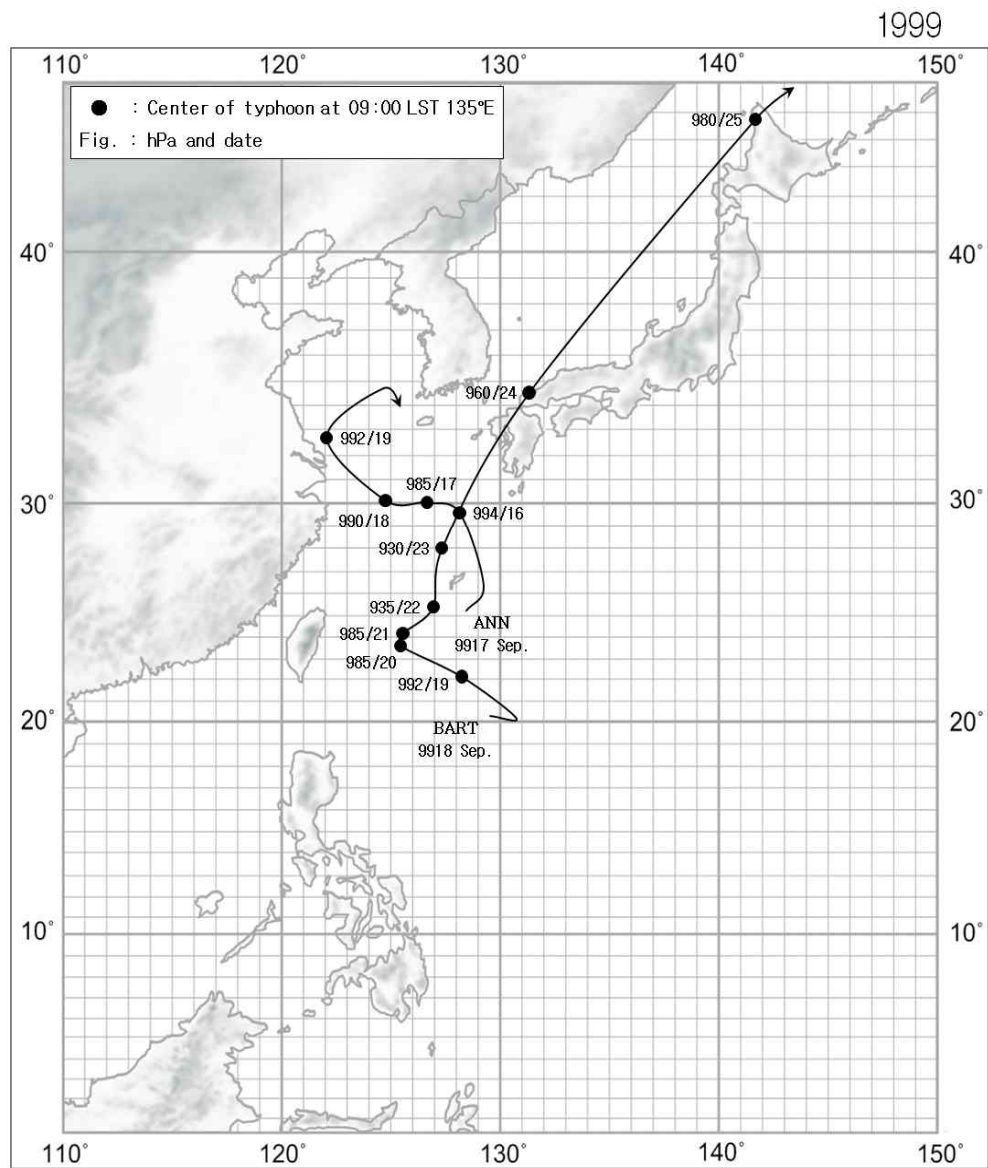 1999
110° 120° 130° 140° 150°
● : Center of typhoon at 09:00 LST 135°E
Fig. : hPa and date
980/25
40° 40°
960/24
992/19
985/17
30° 30°
990/18
994/16
930/23
935/22
ANN
9917 Sep.
985/21
985/20
992/19
20° 20°
BART
9918 Sep.
10° 10°
110° 120° 130° 140° 150°